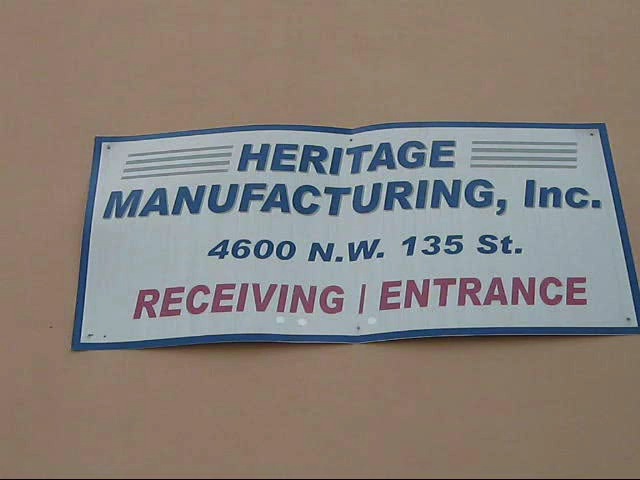 HERITAGE
MANUFACTURING, Inc.
4600 N.W. 135 St.
RECEIVING / ENTRANCE